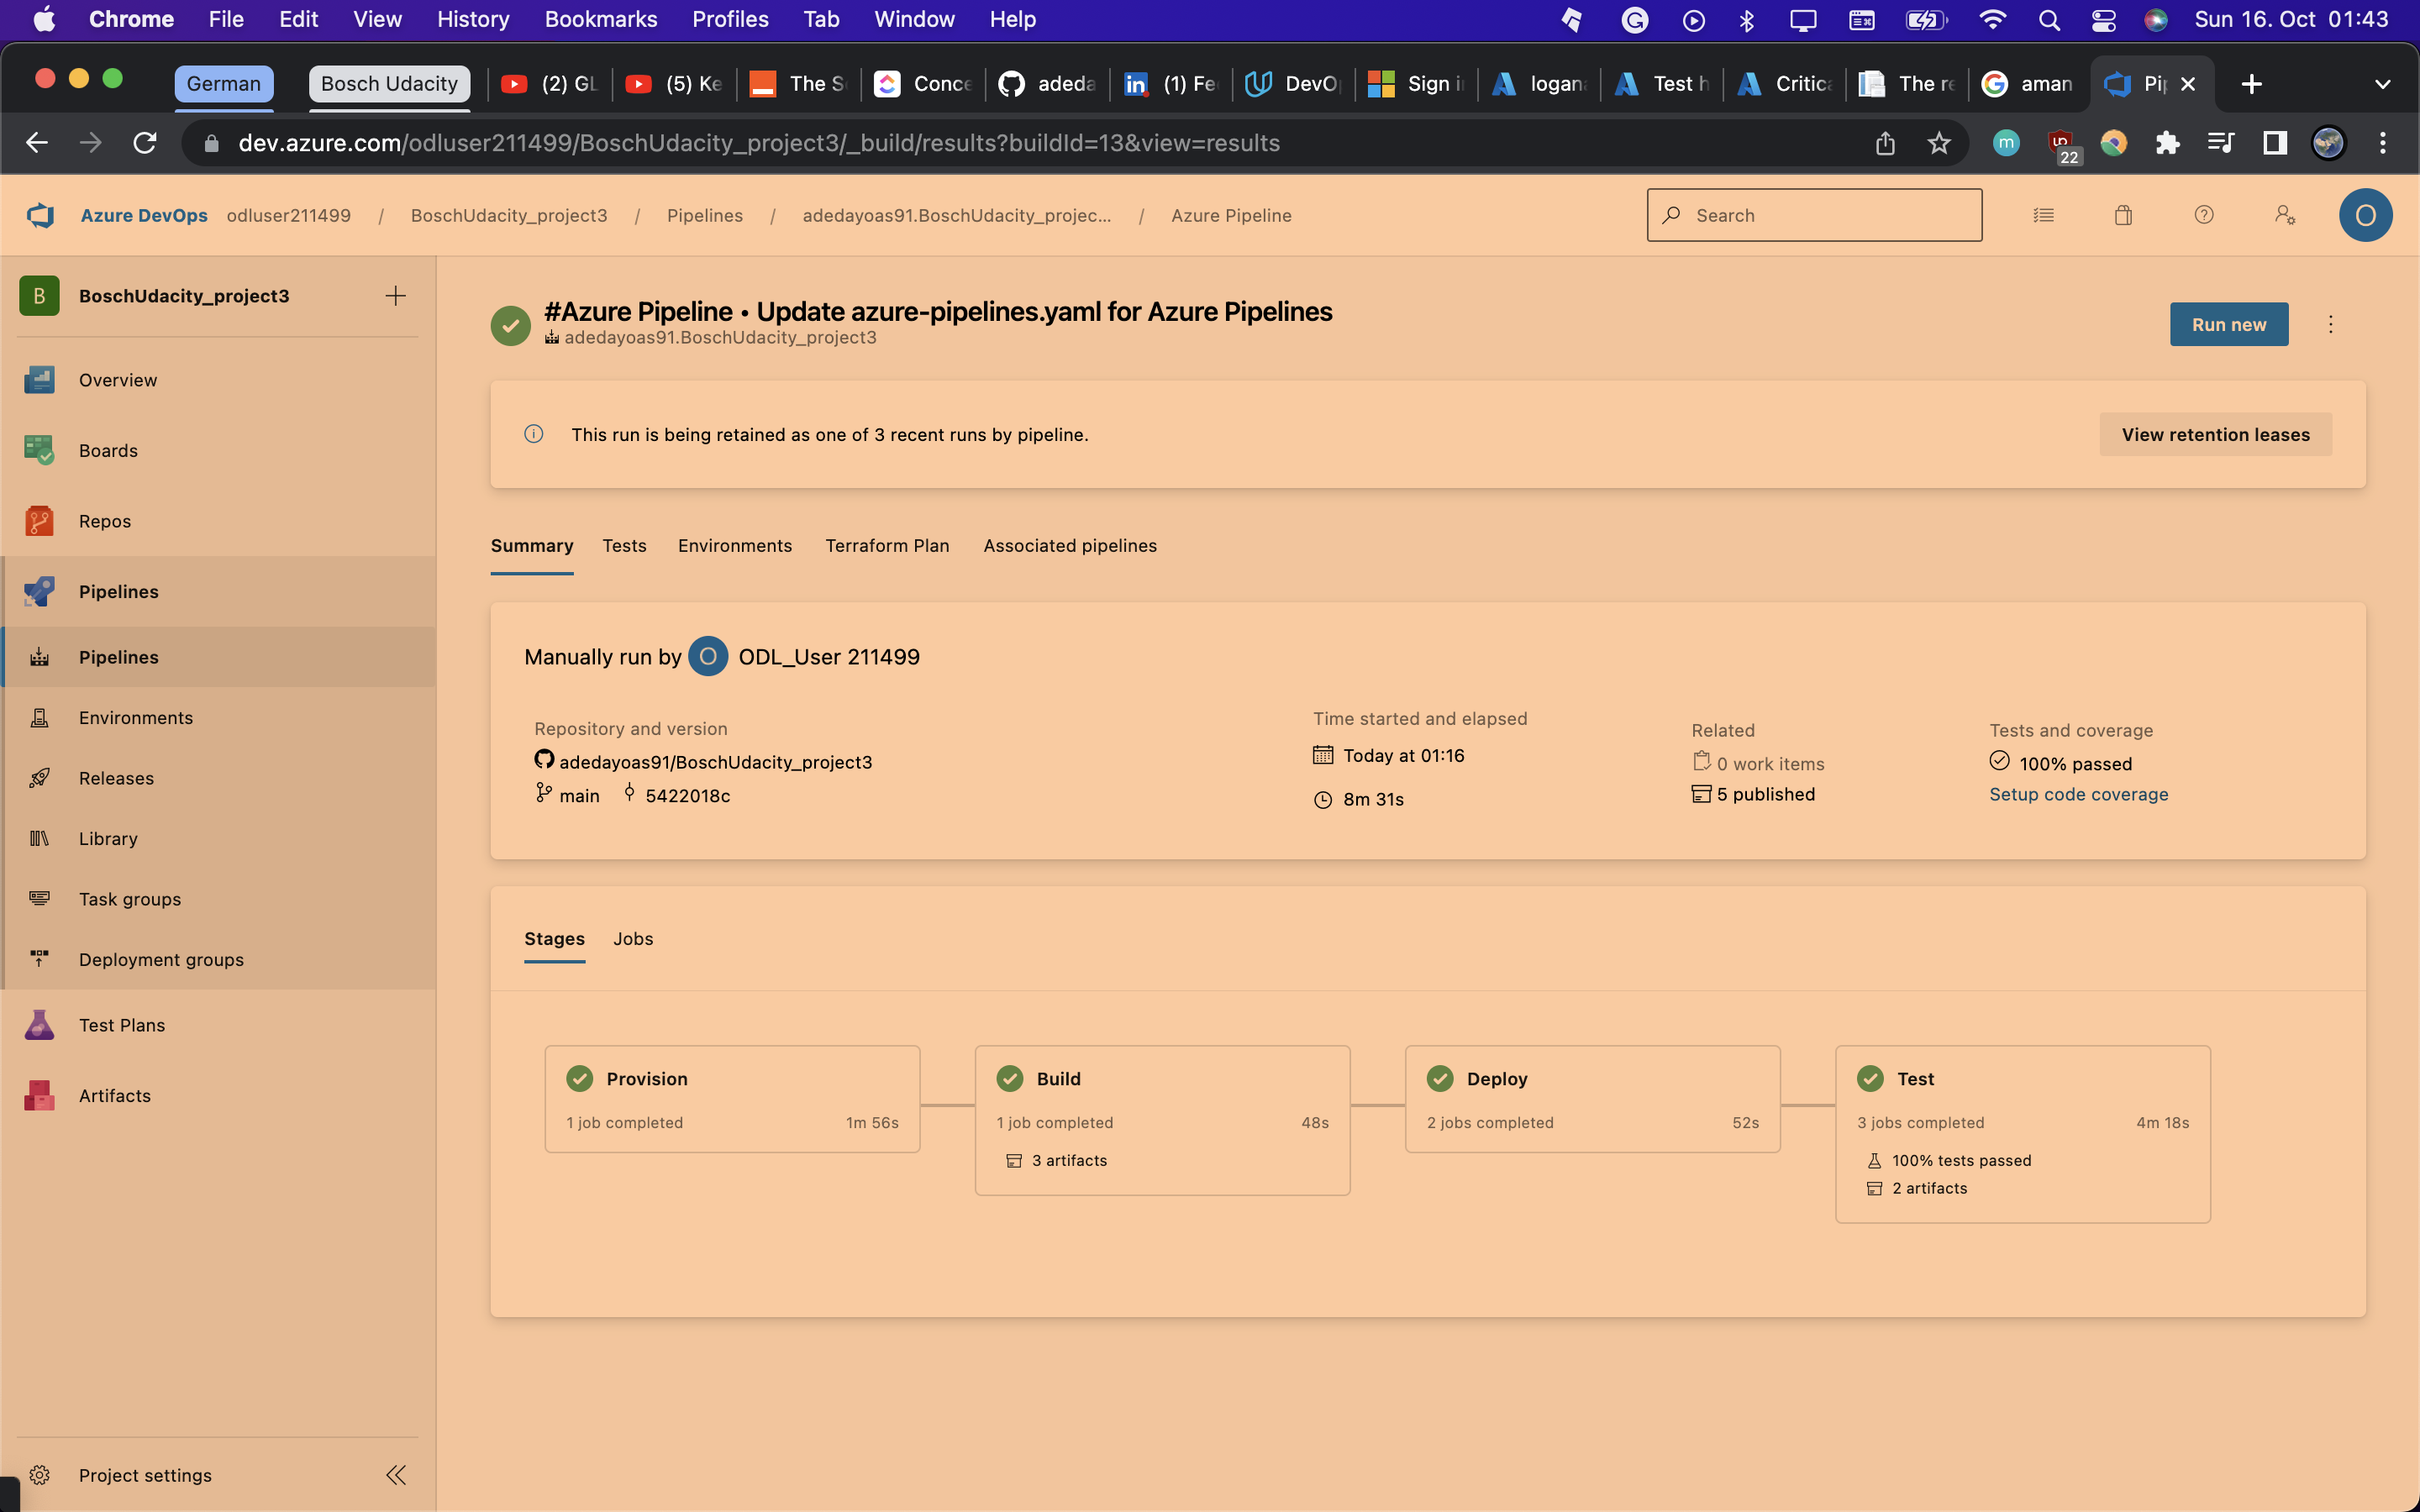 Chrome File Edit View History Bookmarks Profiles Tab Window Help Sun 16. Oct 01:43
German Bosch Udacity (2) GL (5) Ke The S Conce adeda (1) Fe DevO Sign i logan Test h Critica The re aman Pip
dev.azure.com/odluser211499/BoschUdacity_project3/_build/results?buildId=13&view=results
m
22
Azure DevOps odluser211499 / BoschUdacity_project3 / Pipelines / adedayoas91.BoschUdacity_projec... / Azure Pipeline
Search
O
B BoschUdacity_project3
Overview
Boards
Repos
Pipelines
Pipelines
Environments
Releases
Library
Task groups
Deployment groups
Test Plans
Artifacts
Project settings
#Azure Pipeline • Update azure-pipelines.yaml for Azure Pipelines
adedayoas91.BoschUdacity_project3
Run new
This run is being retained as one of 3 recent runs by pipeline.
View retention leases
Summary Tests Environments Terraform Plan Associated pipelines
Manually run by O ODL_User 211499
Repository and version
adedayoas91/BoschUdacity_project3
main 5422018c
Time started and elapsed
Today at 01:16
8m 31s
Related
0 work items
5 published
Tests and coverage
100% passed
Setup code coverage
Stages Jobs
Provision
1 job completed 1m 56s
Build
1 job completed 48s
3 artifacts
Deploy
2 jobs completed 52s
Test
3 jobs completed 4m 18s
100% tests passed
2 artifacts